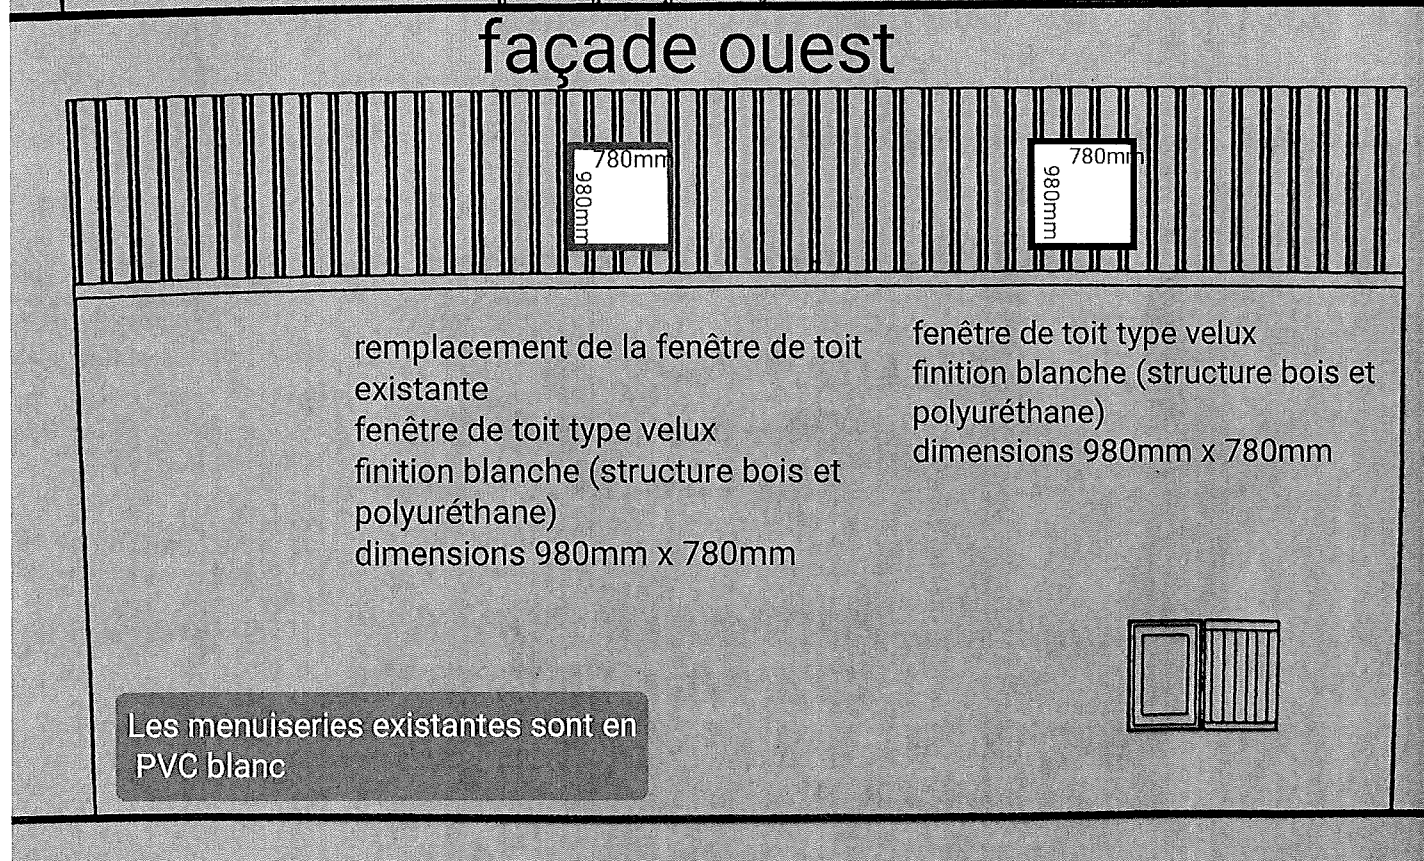 façade ouest
780mm
980mm
780mm
980mm
remplacement de la fenêtre de toit
existante
fenêtre de toit type velux
finition blanche (structure bois et
polyuréthane)
dimensions 980mm x 780mm
fenêtre de toit type velux
finition blanche (structure bois et
polyuréthane)
dimensions 980mm x 780mm
Les menuiseries existantes sont en
PVC blanc